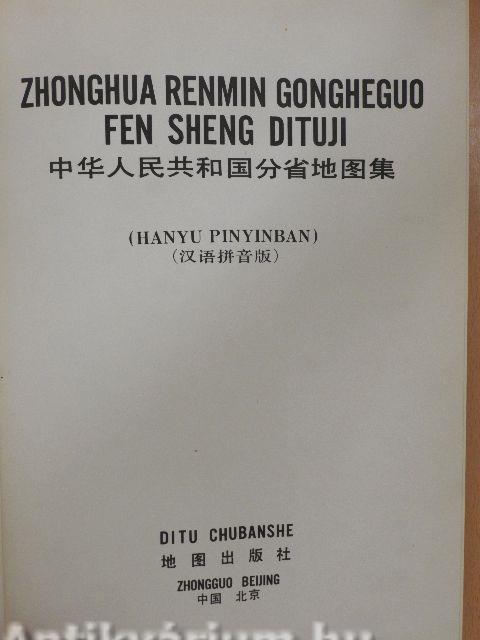 ZHONGHUA RENMIN GONGHEGUO
FEN SHENG DITUJI
中华人民共和国分省地图集
(HANYU PINYINBAN)
(汉语拼音版)
DITU CHUBANSHE
地图出版社
ZHONGGUO BEIJING
中国 北京
Antikvárium.hu